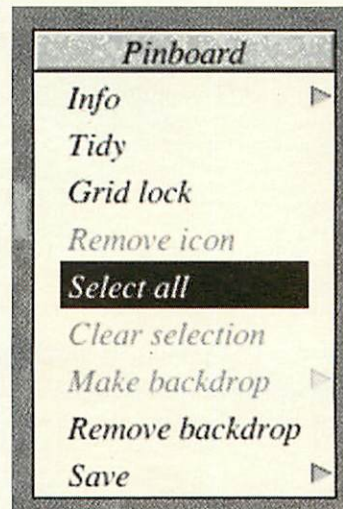 Pinboard
Info
Tidy
Grid lock
Remove icon
Select all
Clear selection
Make backdrop
Remove backdrop
Save